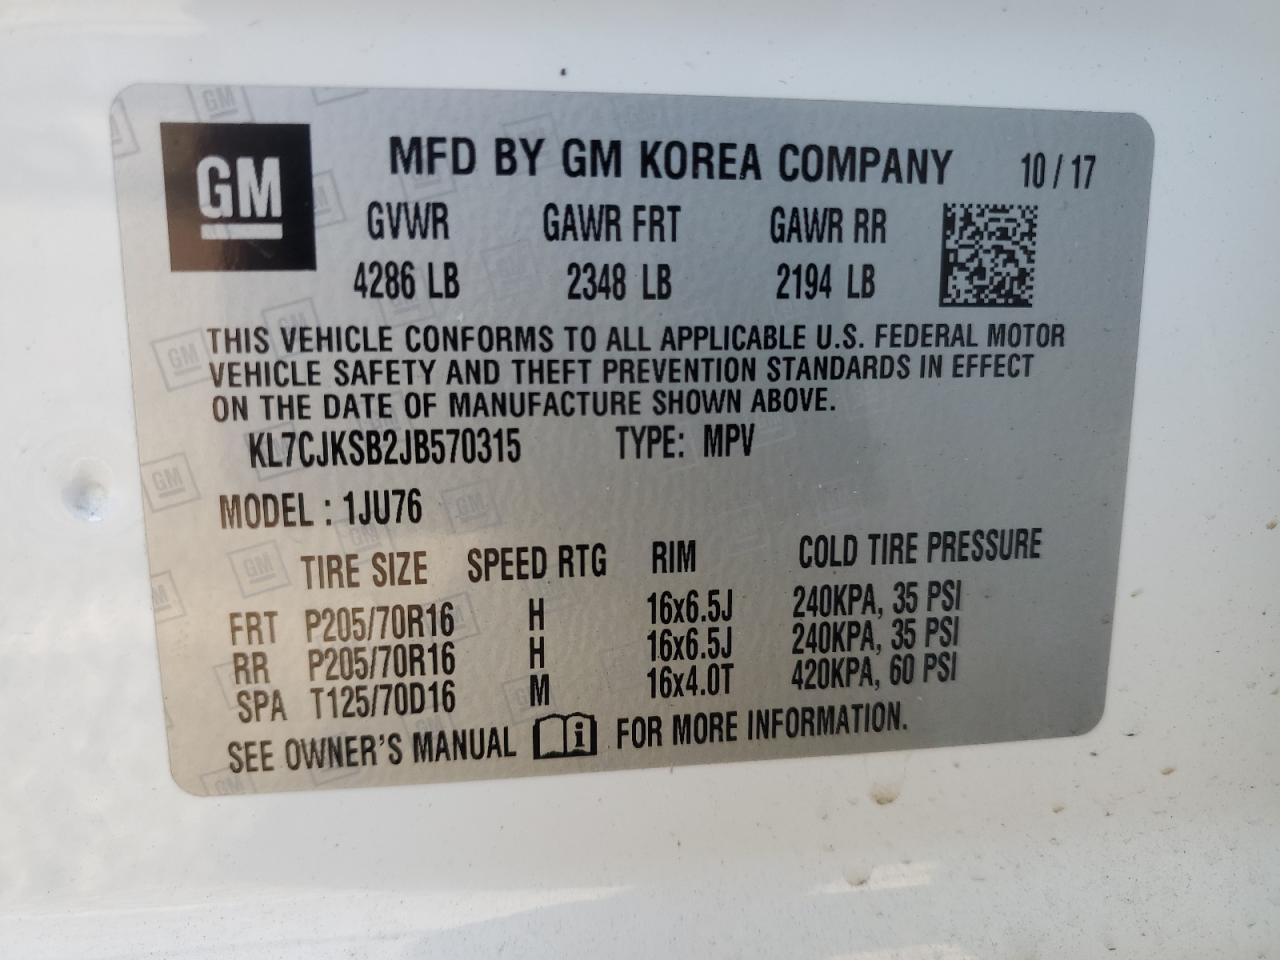 GM
MFD BY GM KOREA COMPANY 10 / 17
GVWR GAWR FRT GAWR RR
4286 LB 2348 LB 2194 LB
THIS VEHICLE CONFORMS TO ALL APPLICABLE U.S. FEDERAL MOTOR
VEHICLE SAFETY AND THEFT PREVENTION STANDARDS IN EFFECT
ON THE DATE OF MANUFACTURE SHOWN ABOVE.
KL7CJKSB2JB570315 TYPE: MPV
MODEL : 1JU76
TIRE SIZE SPEED RTG RIM COLD TIRE PRESSURE
FRT P205/70R16 H 16x6.5J 240KPA, 35 PSI
RR P205/70R16 H 16x6.5J 240KPA, 35 PSI
SPA T125/70D16 M 16x4.0T 420KPA, 60 PSI
SEE OWNER'S MANUAL i FOR MORE INFORMATION.